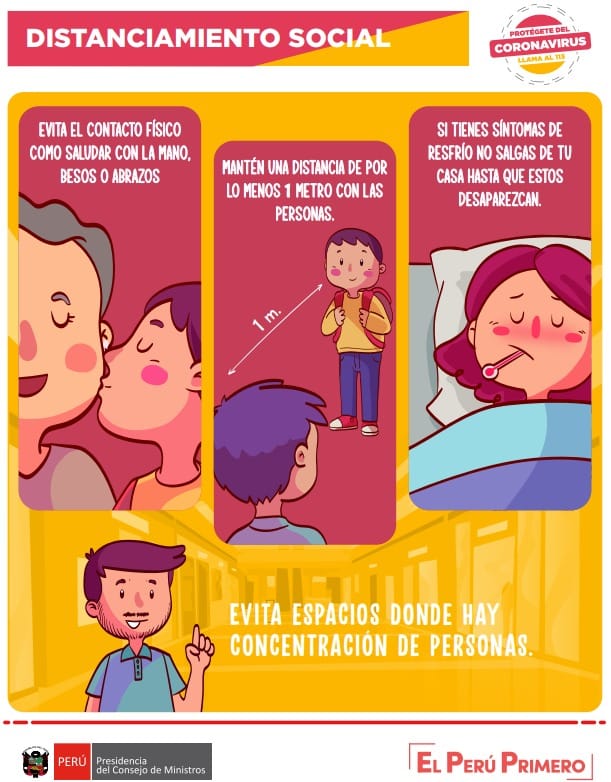 DISTANCIAMIENTO SOCIAL
PROTÉGETE DEL
CORONAVIRUS
LLAMA AL 113
EVITA EL CONTACTO FÍSICO
COMO SALUDAR CON LA MANO,
BESOS O ABRAZOS
MANTÉN UNA DISTANCIA DE POR
LO MENOS 1 METRO CON LAS
PERSONAS.
1 m.
SI TIENES SÍNTOMAS DE
RESFRÍO NO SALGAS DE TU
CASA HASTA QUE ESTOS
DESAPAREZCAN.
EVITA ESPACIOS DONDE HAY
CONCENTRACIÓN DE PERSONAS.
PERÚ
Presidencia
del Consejo de Ministros
EL PERÚ PRIMERO